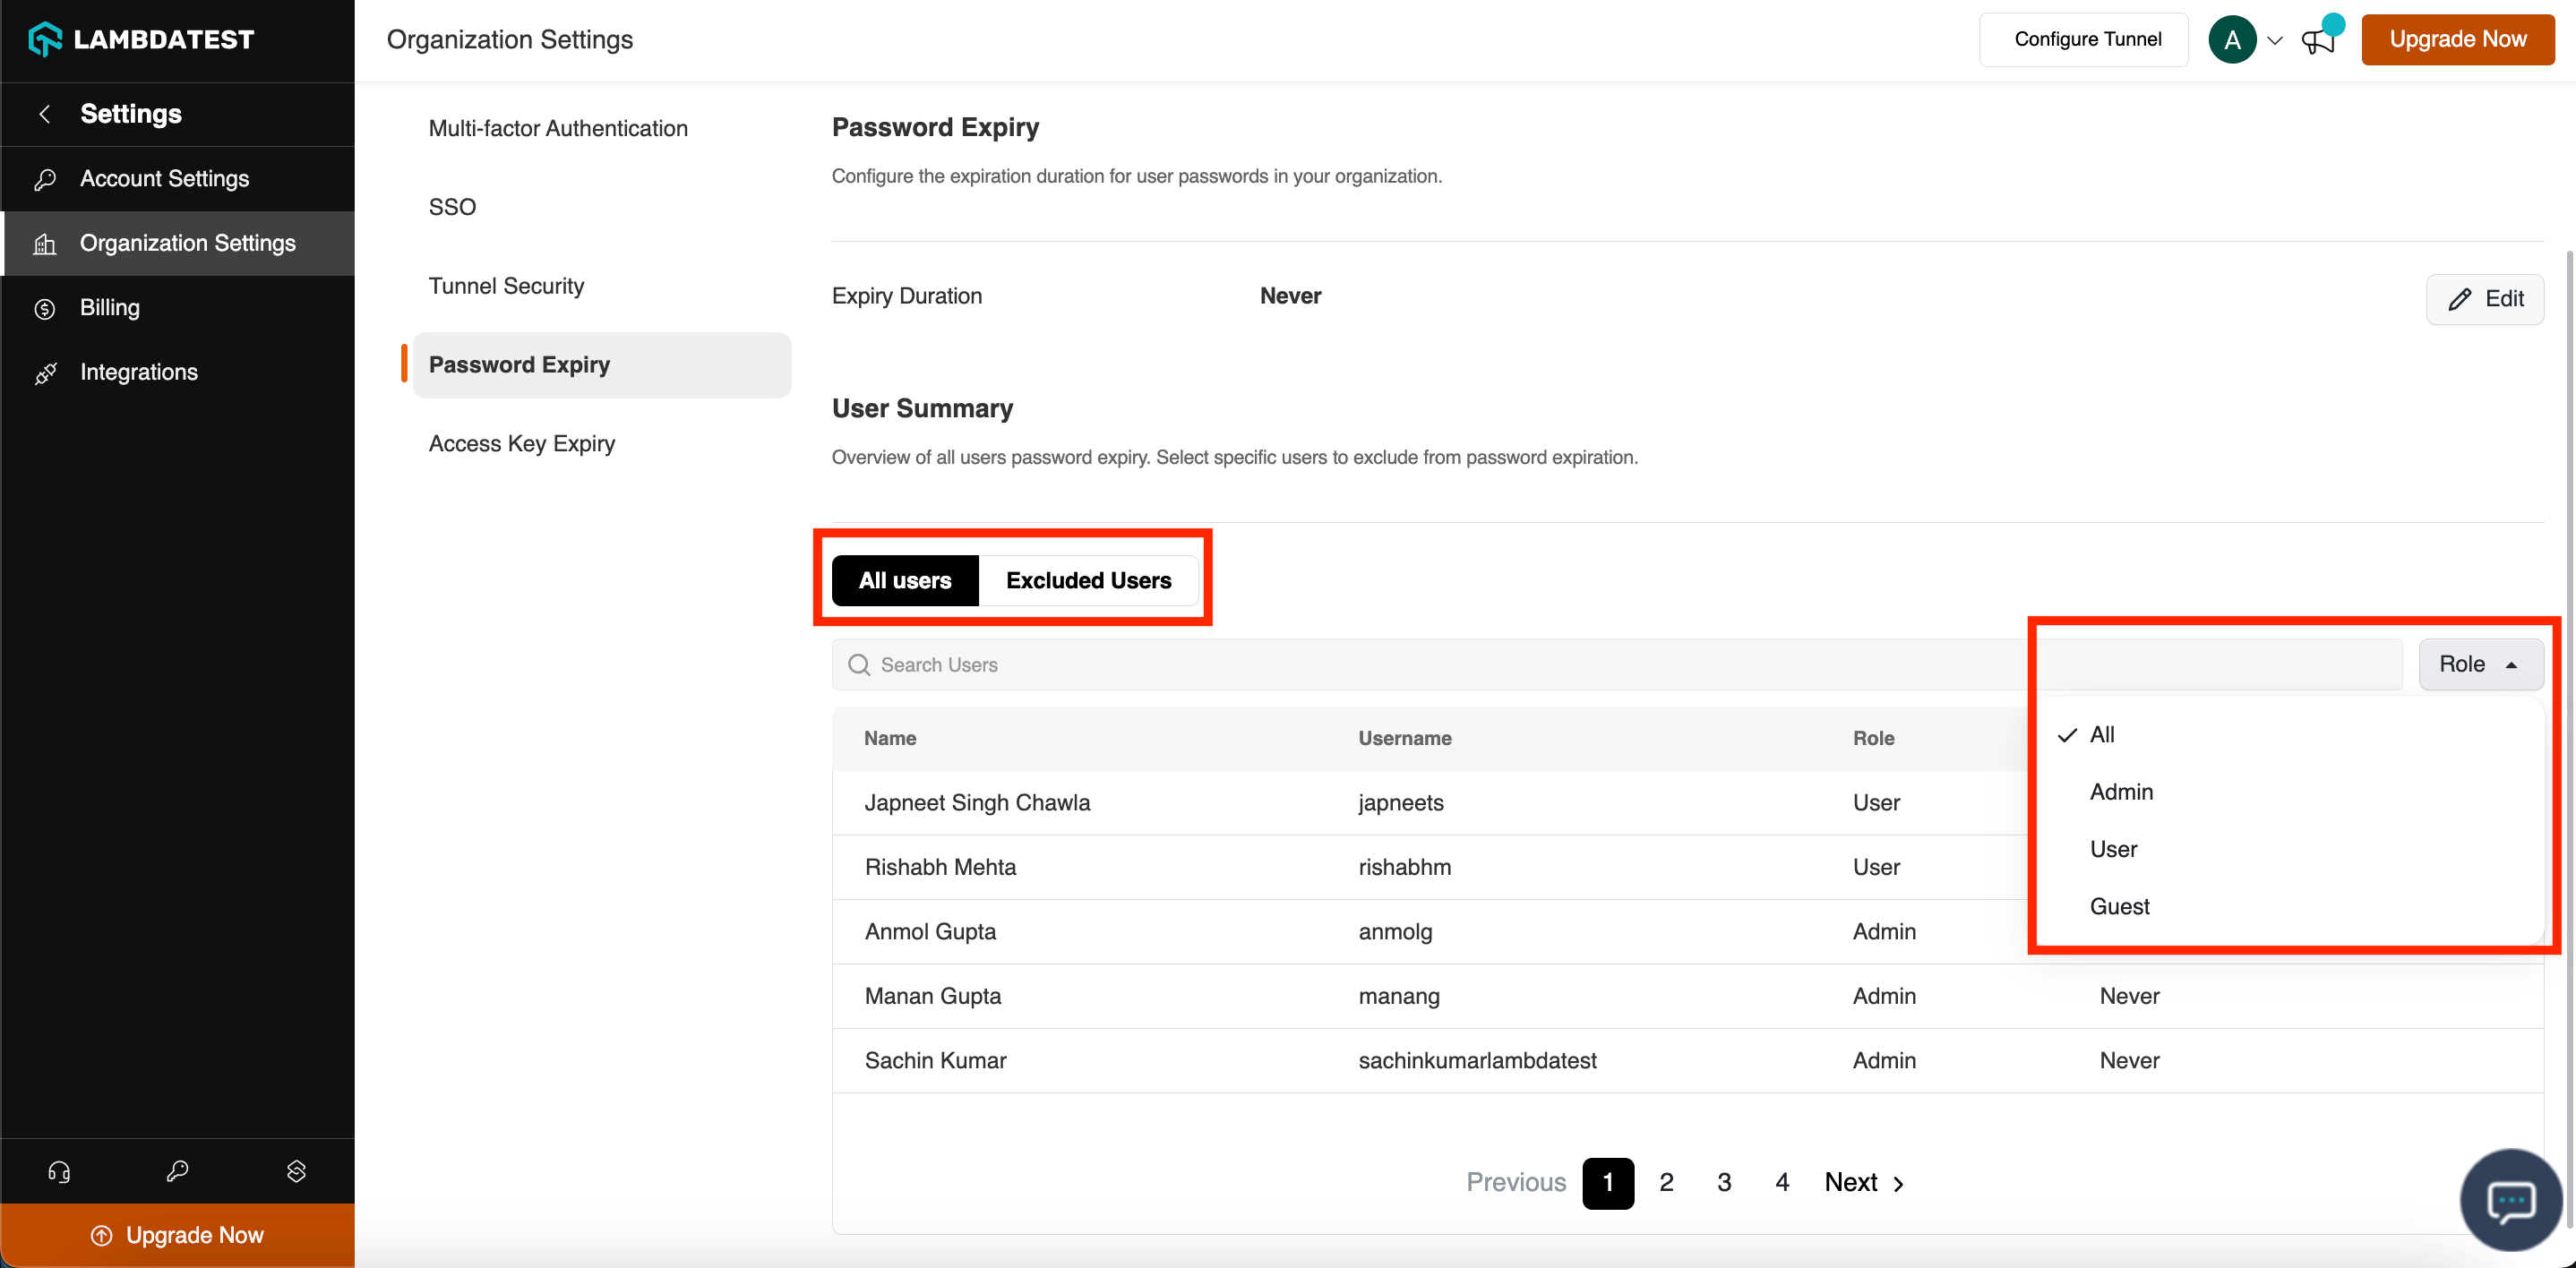 LAMBDATEST
Organization Settings
Configure Tunnel
A
Upgrade Now
Settings
Account Settings
Organization Settings
Billing
Integrations
Upgrade Now
Multi-factor Authentication
SSO
Tunnel Security
Password Expiry
Access Key Expiry
Password Expiry
Configure the expiration duration for user passwords in your organization.
Expiry Duration Never Edit
User Summary
Overview of all users password expiry. Select specific users to exclude from password expiration.
All users Excluded Users
Search Users Role
All
Admin
User
Guest
Name Username Role
Japneet Singh Chawla japneets User
Rishabh Mehta rishabhm User
Anmol Gupta anmolg Admin
Manan Gupta manang Admin Never
Sachin Kumar sachinkumarlambdatest Admin Never
Previous 1 2 3 4 Next